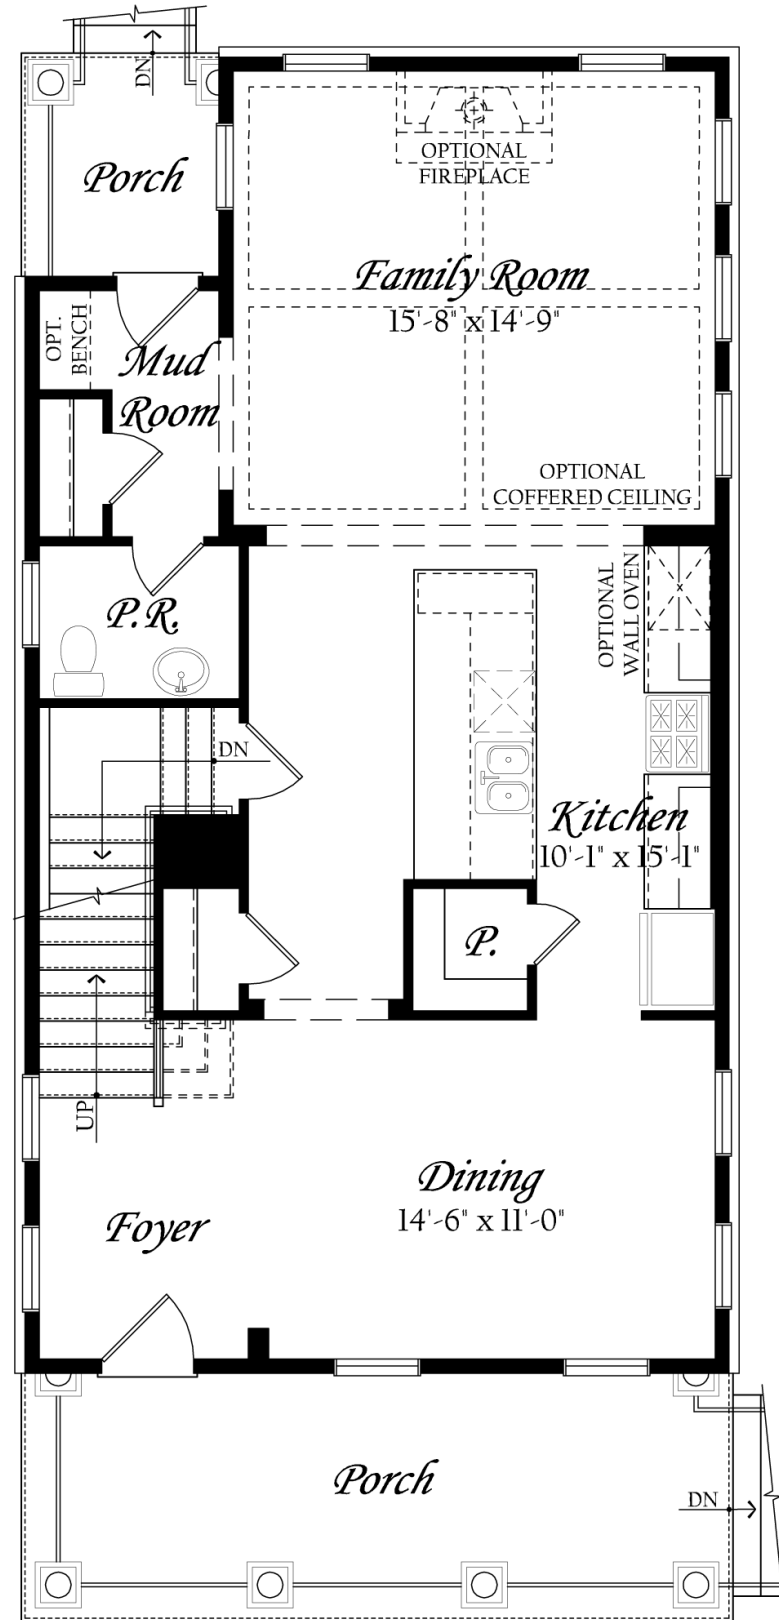 DN
Porch
OPTIONAL
FIREPLACE
Family Room
15'-8" x 14'-9"
OPT.
BENCH
Mud
Room
OPTIONAL
COFFERED CEILING
OPTIONAL
WALL OVEN
P.R.
DN
Kitchen
10'-1" x 15'-1"
P.
UP
Dining
14'-6" x 11'-0"
Foyer
Porch
DN